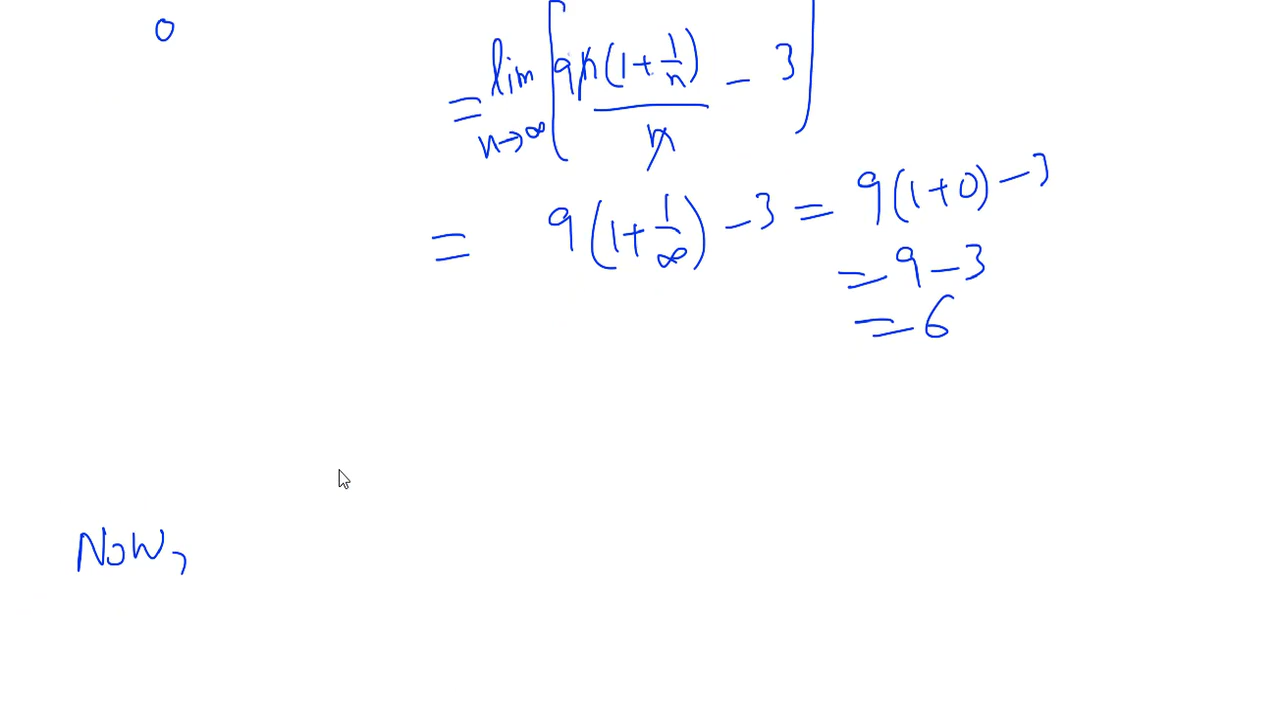 0
= lim n→∞ [ 9n(1 + 1/n) / n - 3 ]
= 9(1 + 1/∞) - 3 = 9(1 + 0) - 3
= 9 - 3
= 6
Now,